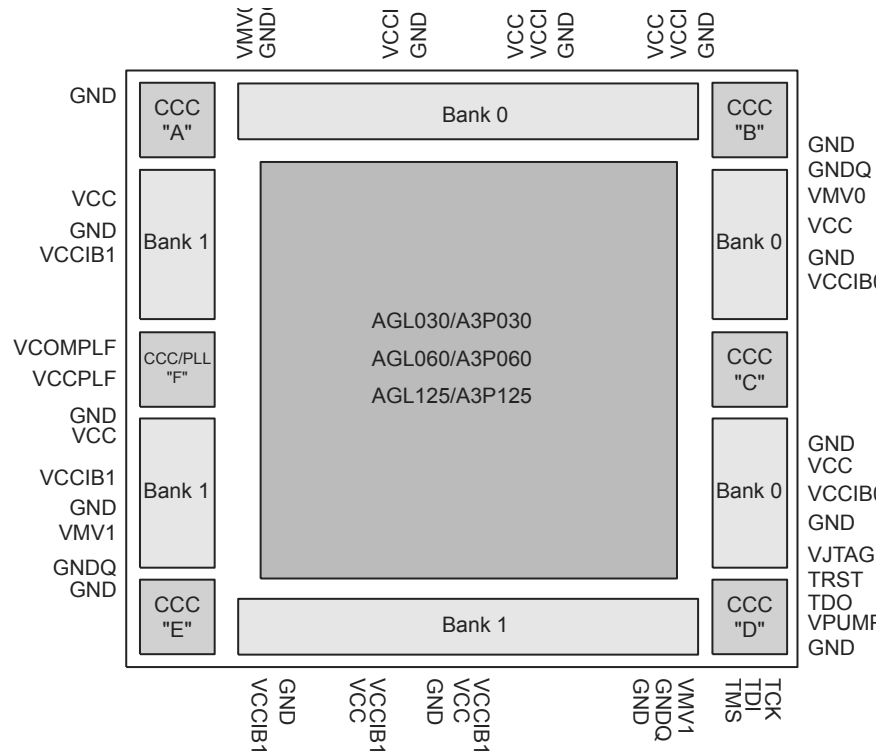 GND
VCCI
GND
VCC
VCCI
GND
VCC
VCCI
GND
GND
CCC
"A"
Bank 0
CCC
"B"
GND
GNDQ
VMV0
VCC
GND
VCC
GND
VCCIB1
Bank 1
Bank 0
AGL030/A3P030
AGL060/A3P060
AGL125/A3P125
VCOMPLF
VCCPLF
CCC/PLL
"F"
CCC
"C"
GND
VCC
VCCIB1
GND
VMV1
GNDQ
GND
Bank 1
Bank 0
GND
VCC
GND
VJTAG
TRST
TDO
VPUMP
GND
CCC
"E"
Bank 1
CCC
"D"
VCCIB1
GND
VCC
VCCIB1
GND
VCC
VCCIB1
GND
GNDQ
VMV1
TMS
TDI
TCK